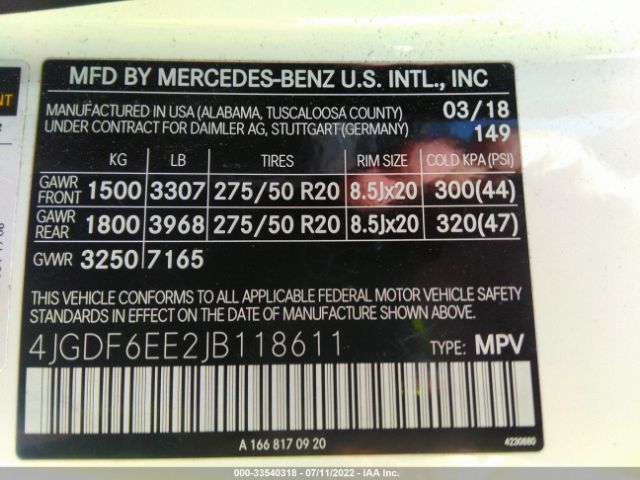 MFD BY MERCEDES-BENZ U.S. INTL., INC
MANUFACTURED IN USA (ALABAMA, TUSCALOOSA COUNTY) 03/18
UNDER CONTRACT FOR DAIMLER AG, STUTTGART (GERMANY) 149
KG LB TIRES RIM SIZE COLD KPA (PSI)
GAWR FRONT 1500 3307 275/50 R20 8.5Jx20 300(44)
GAWR REAR 1800 3968 275/50 R20 8.5Jx20 320(47)
GVWR 3250 7165
THIS VEHICLE CONFORMS TO ALL APPLICABLE FEDERAL MOTOR VEHICLE SAFETY STANDARDS
IN EFFECT ON THE DATE OF MANUFACTURE SHOWN ABOVE.
4JGDF6EE2JB118611 TYPE: MPV
A 166 817 09 20
4230680
000-33540318 - 07/11/2022 - IAA Inc.